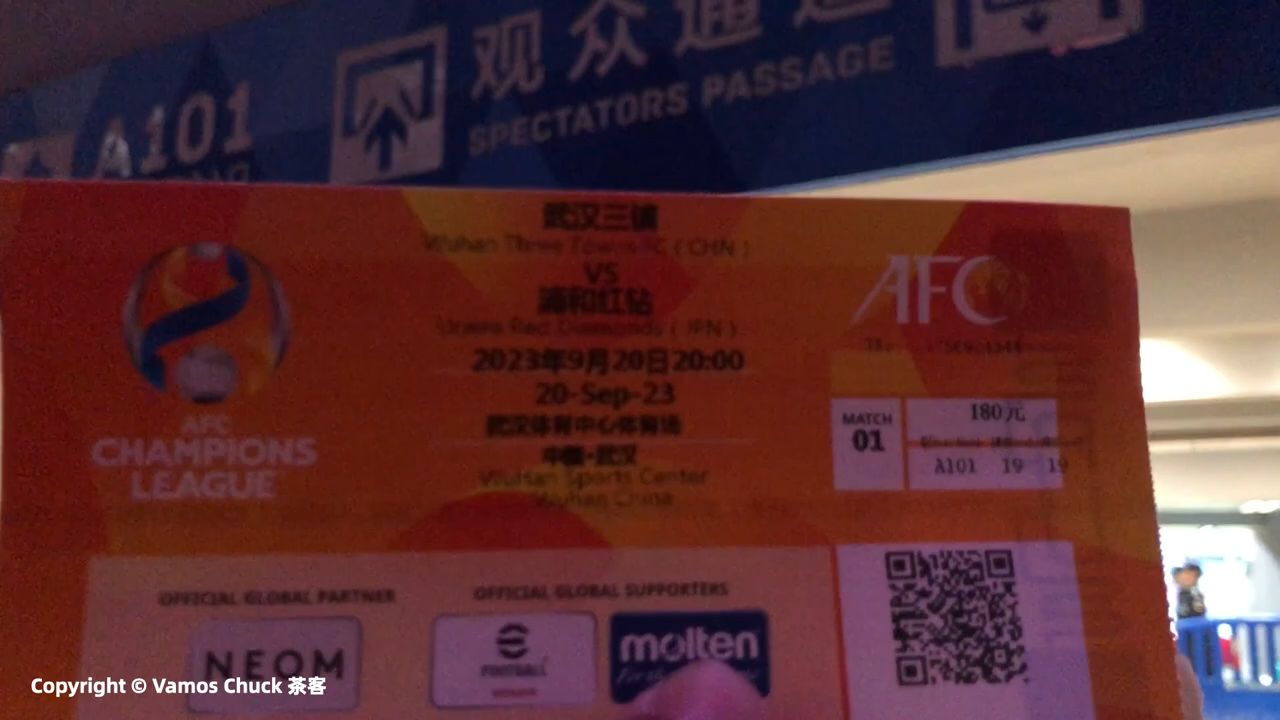 A101
观众通道
SPECTATORS PASSAGE
武汉三镇
Wuhan Three Towns FC ( CHN )
VS
浦和红钻
Urawa Red Diamonds ( JPN )
2023年9月20日20:00
20-Sep-23
武汉体育中心体育场
中国·武汉
Wuhan Sports Center
Wuhan China
AFC
CHAMPIONS
LEAGUE
AFC
MATCH
01
180元
A101 19 19
OFFICIAL GLOBAL PARTNER
OFFICIAL GLOBAL SUPPORTERS
NEOM
FOOTBALL
molten
Copyright © Vamos Chuck 茶客